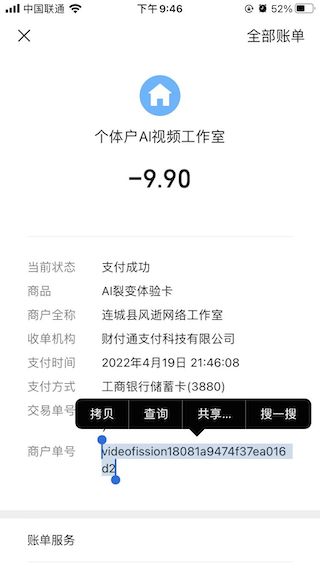 中国联通 下午9:46 52%
全部账单
个体户AI视频工作室
-9.90
当前状态 支付成功
商品 AI裂变体验卡
商户全称 连城县风逝网络工作室
收单机构 财付通支付科技有限公司
支付时间 2022年4月19日 21:46:08
支付方式 工商银行储蓄卡(3880)
拷贝 查询 共享... 搜一搜
交易单号
商户单号 videofission18081a9474f37ea016
d2
账单服务